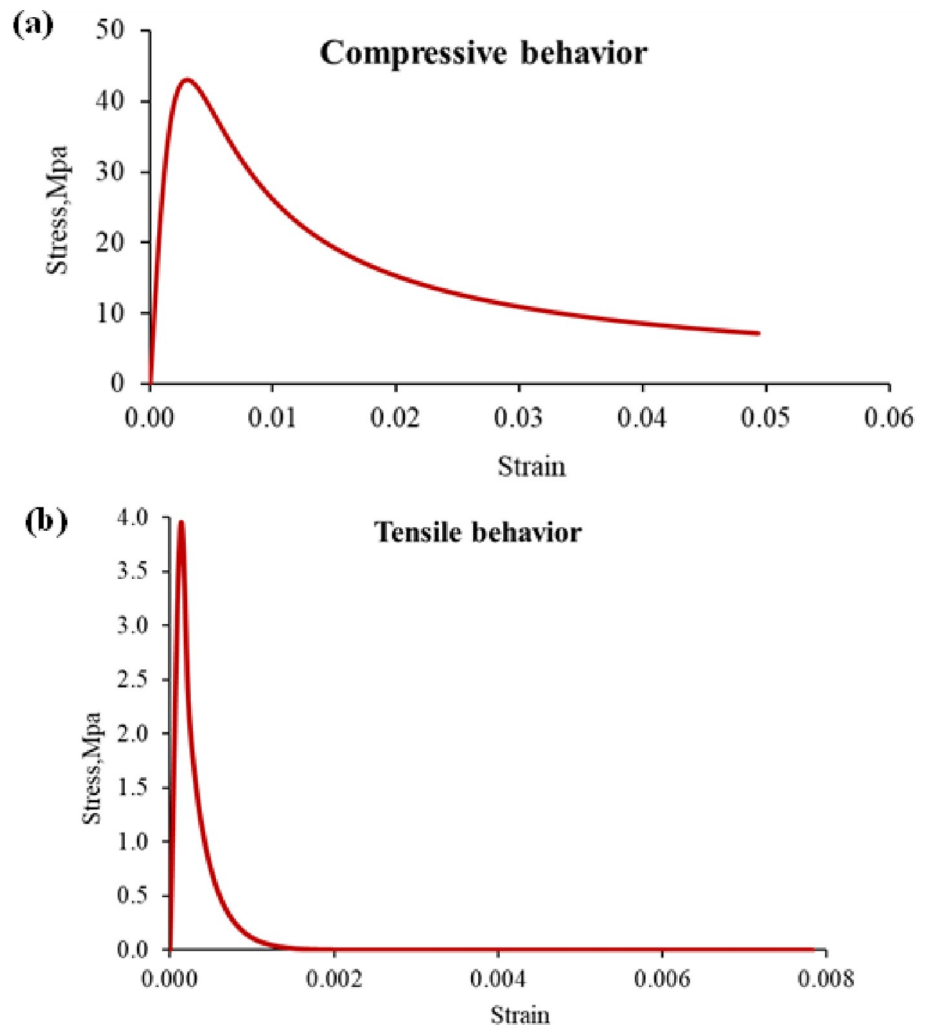 (a)
Compressive behavior
50
40
30
20
10
0
Stress,Mpa
0.00 0.01 0.02 0.03 0.04 0.05 0.06
Strain
(b)
Tensile behavior
4.0
3.5
3.0
2.5
2.0
1.5
1.0
0.5
0.0
Stress,Mpa
0.000 0.002 0.004 0.006 0.008
Strain